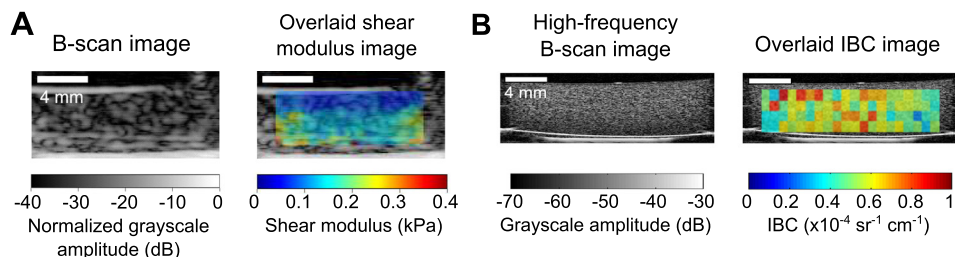 A
B-scan image
4 mm
-40 -30 -20 -10 0
Normalized grayscale
amplitude (dB)
Overlaid shear
modulus image
0 0.1 0.2 0.3 0.4
Shear modulus (kPa)
B
High-frequency
B-scan image
4 mm
-70 -50 -30
Grayscale amplitude (dB)
Overlaid IBC image
0 0.2 0.4 0.6 0.8 1
IBC (x10⁻⁴ sr⁻¹ cm⁻¹)